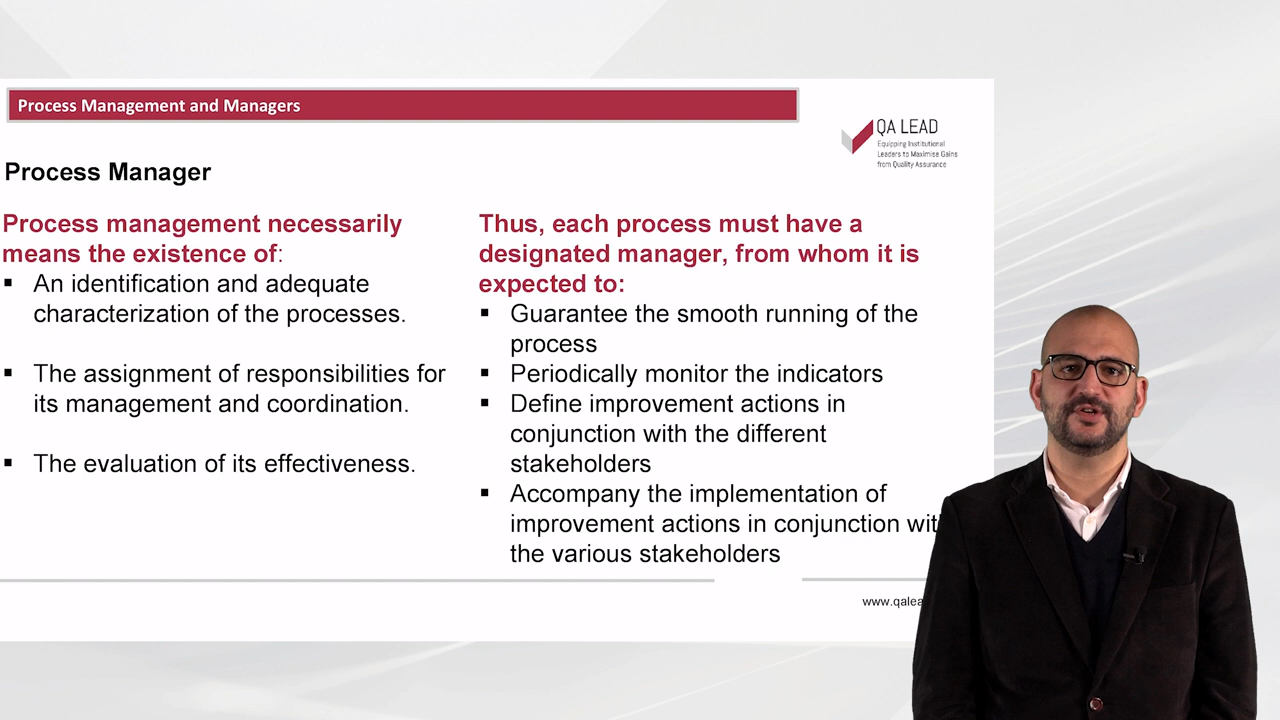 Process Management and Managers
QA LEAD
Equipping Institutional
Leaders to Maximise Gains
from Quality Assurance
Process Manager
Process management necessarily
means the existence of:
▪ An identification and adequate
characterization of the processes.
▪ The assignment of responsibilities for
its management and coordination.
▪ The evaluation of its effectiveness.
Thus, each process must have a
designated manager, from whom it is
expected to:
▪ Guarantee the smooth running of the
process
▪ Periodically monitor the indicators
▪ Define improvement actions in
conjunction with the different
stakeholders
▪ Accompany the implementation of
improvement actions in conjunction
the various stakeholders